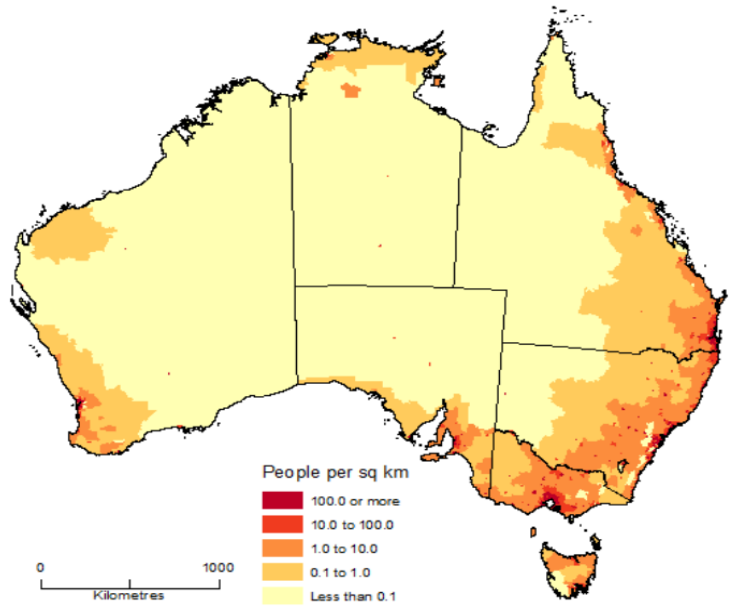 People per sq km
100.0 or more
10.0 to 100.0
1.0 to 10.0
0.1 to 1.0
Less than 0.1
0 1000
Kilometres